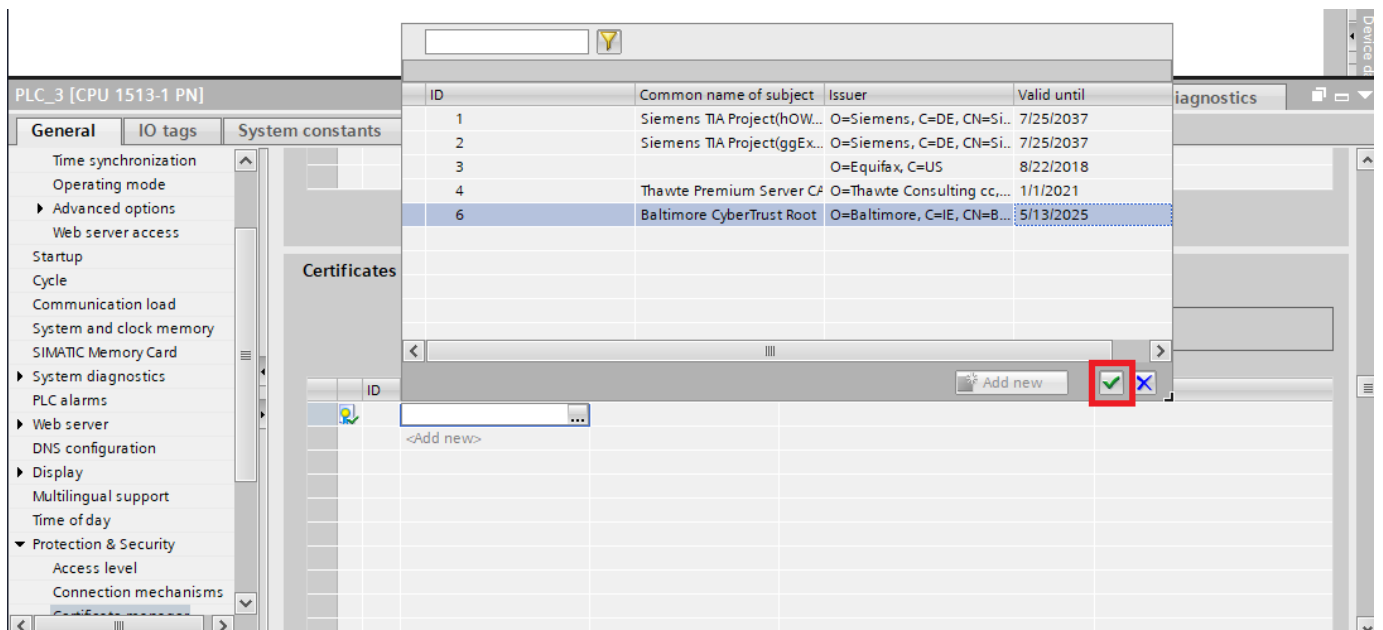 Device d
PLC_3 [CPU 1513-1 PN]
iagnostics
General IO tags System constants
ID Common name of subject Issuer Valid until
1 Siemens TIA Project(hOW... O=Siemens, C=DE, CN=Si... 7/25/2037
2 Siemens TIA Project(ggEx... O=Siemens, C=DE, CN=Si... 7/25/2037
3 O=Equifax, C=US 8/22/2018
4 Thawte Premium Server CA O=Thawte Consulting cc,... 1/1/2021
6 Baltimore CyberTrust Root O=Baltimore, C=IE, CN=B... 5/13/2025
Add new
Time synchronization
Operating mode
Advanced options
Web server access
Startup
Cycle
Communication load
System and clock memory
SIMATIC Memory Card
System diagnostics
PLC alarms
Web server
DNS configuration
Display
Multilingual support
Time of day
Protection & Security
Access level
Connection mechanisms
Certificate manager
Certificates
ID
...
<Add new>